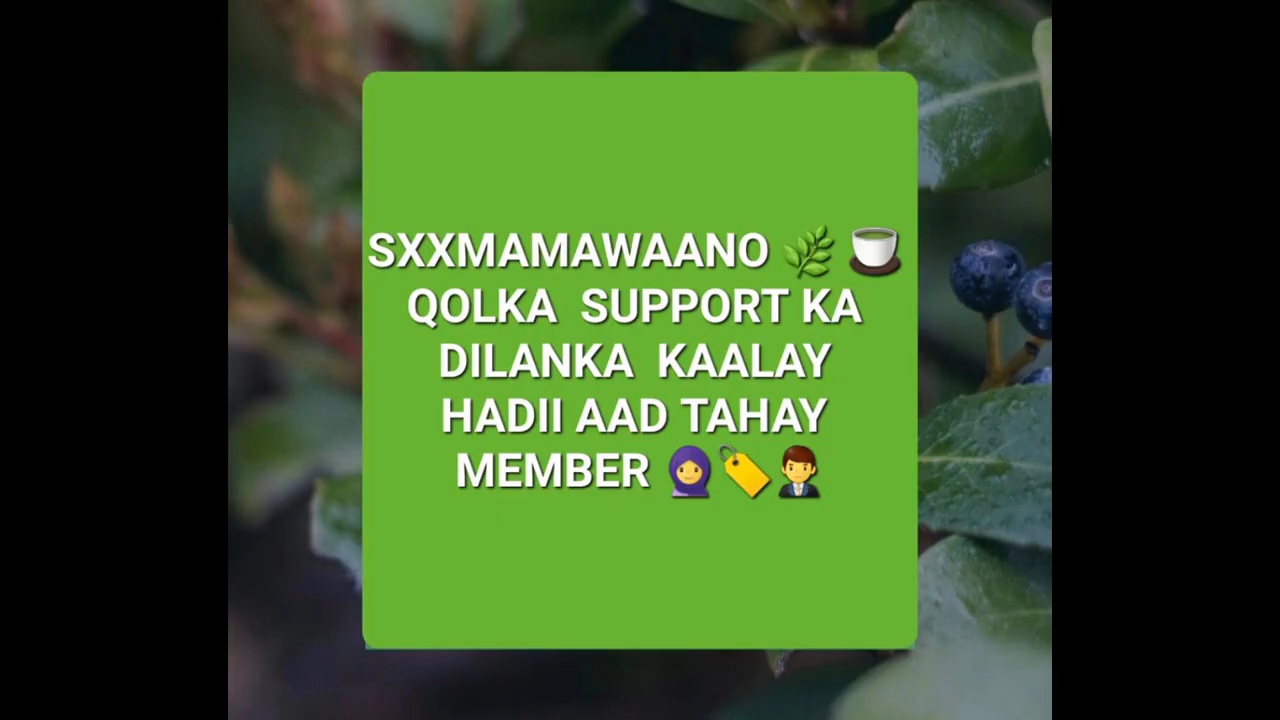 SXXMAMAWAANO 🌿 🍵
QOLKA SUPPORT KA
DILANKA KAALAY
HADII AAD TAHAY
MEMBER 🧕🏷️🤵